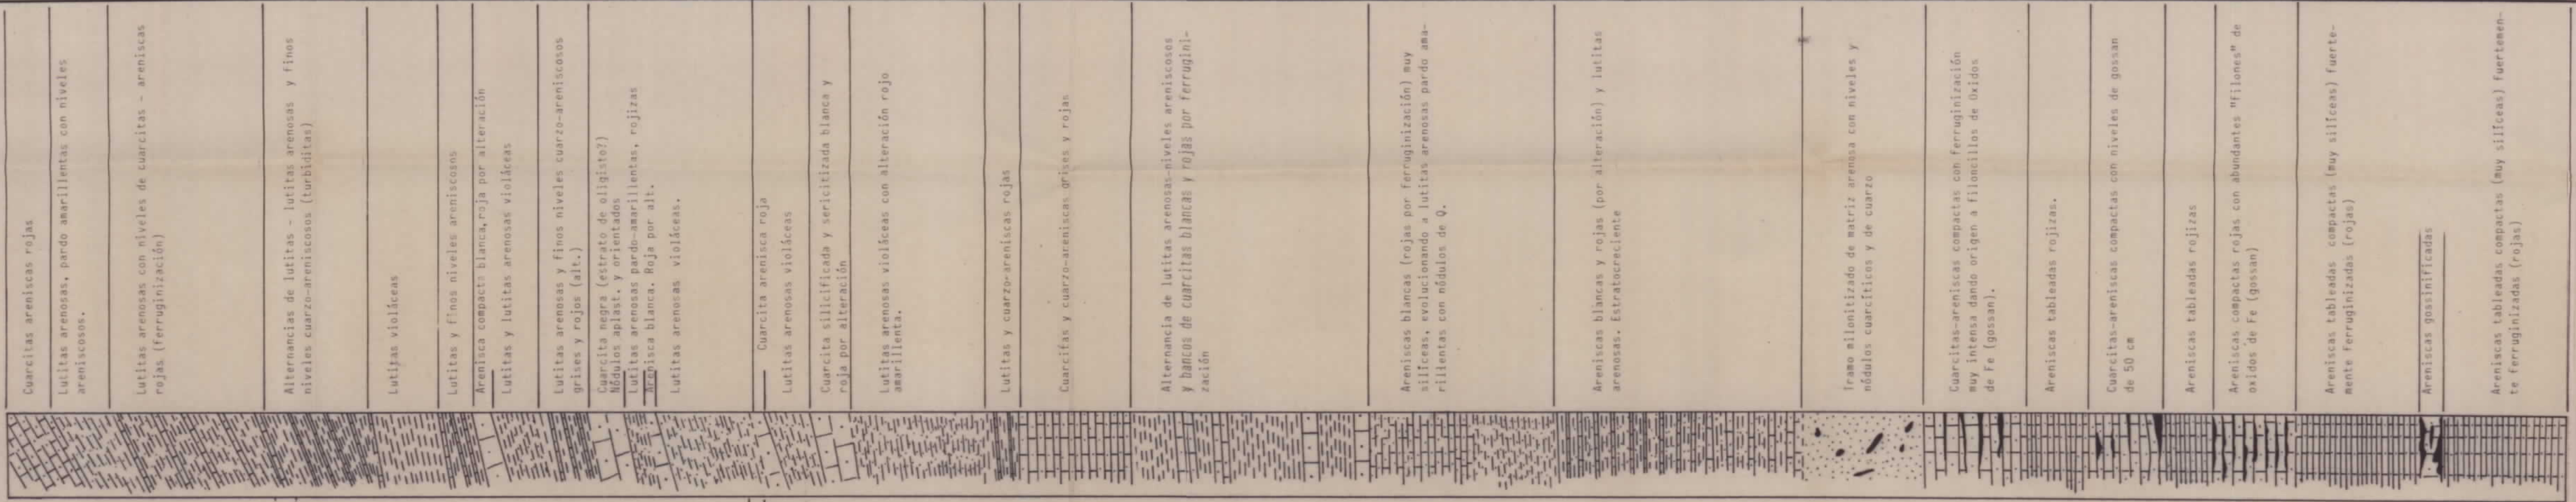 Cuarcitas areniscas rojas
Lutitas arenosas, pardo amarillentas con niveles
areniscosos.
Lutitas arenosas con niveles de cuarcitas - areniscas
rojas (ferruginización)
Alternancias de lutitas - lutitas arenosas y finos
niveles cuarzo-areniscosos (turbiditas)
Lutitas violáceas
Lutitas y finos niveles areniscosos
Arenisca compacta blanca, roja por alteración
Lutitas y lutitas arenosas violáceas
Lutitas arenosas y finos niveles cuarzo-areniscosos
grises y rojos (alt.)
Cuarcita negra (estrato de oligisto?)
Nódulos aplast. y orientados
Lutitas arenosas pardo-amarillentas, rojizas
Arenisca blanca. Roja por alt.
Lutitas arenosas violáceas.
Cuarcita arenisca roja
Lutitas arenosas violáceas
Cuarcita silicificada y sericitizada blanca y
roja por alteración
Lutitas arenosas violáceas con alteración rojo
amarillenta.
Lutitas y cuarzo-areniscas rojas
Cuarcitas y cuarzo-areniscas grises y rojas
Alternancia de lutitas arenosas-niveles areniscosos
y bancos de cuarcitas blancas y rojas por ferrugini-
zación
Areniscas blancas (rojas por ferruginización) muy
silíceas, evolucionando a lutitas arenosas pardo ama-
rillentas con nódulos de Q.
Areniscas blancas y rojas (por alteración) y lutitas
arenosas. Estratocreciente
Tramo milonitizado de matriz arenosa con niveles y
nódulos cuarcíticos y de cuarzo
Cuarcitas-areniscas compactas con ferruginización
muy intensa dando origen a filoncillos de Oxidos
de Fe (gossan).
Areniscas tableadas rojizas.
Cuarcitas-areniscas compactas con niveles de gossan
de 50 cm
Areniscas tableadas rojizas
Areniscas compactas rojas con abundantes "filones" de
oxidos de Fe (gossan)
Areniscas tableadas compactas (muy silíceas) fuerte-
mente ferruginizadas (rojas)
Areniscas gossinificadas
Areniscas tableadas compactas (muy silíceas) fuertemen-
te ferruginizadas (rojas)